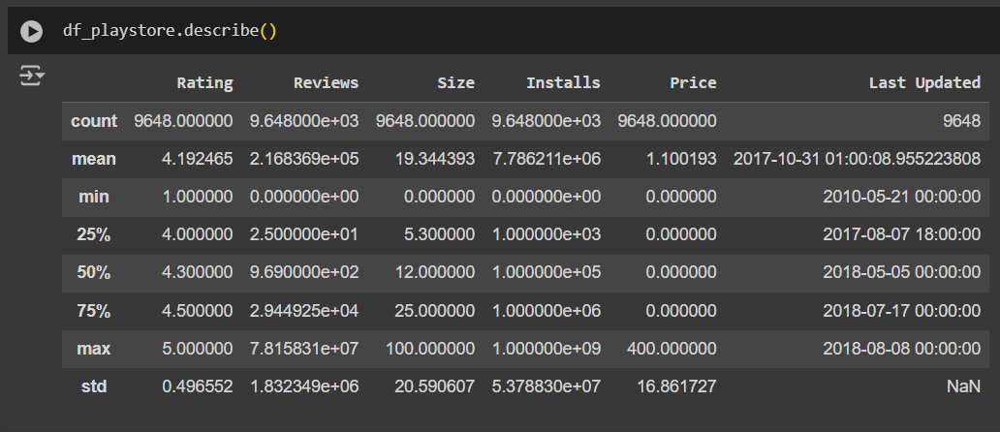 df_playstore.describe()
Rating Reviews Size Installs Price Last Updated
count 9648.000000 9.648000e+03 9648.000000 9.648000e+03 9648.000000 9648
mean 4.192465 2.168369e+05 19.344393 7.786211e+06 1.100193 2017-10-31 01:00:08.955223808
min 1.000000 0.000000e+00 0.000000 0.000000e+00 0.000000 2010-05-21 00:00:00
25% 4.000000 2.500000e+01 5.300000 1.000000e+03 0.000000 2017-08-07 18:00:00
50% 4.300000 9.690000e+02 12.000000 1.000000e+05 0.000000 2018-05-05 00:00:00
75% 4.500000 2.944925e+04 25.000000 1.000000e+06 0.000000 2018-07-17 00:00:00
max 5.000000 7.815831e+07 100.000000 1.000000e+09 400.000000 2018-08-08 00:00:00
std 0.496552 1.832349e+06 20.590607 5.378830e+07 16.861727 NaN